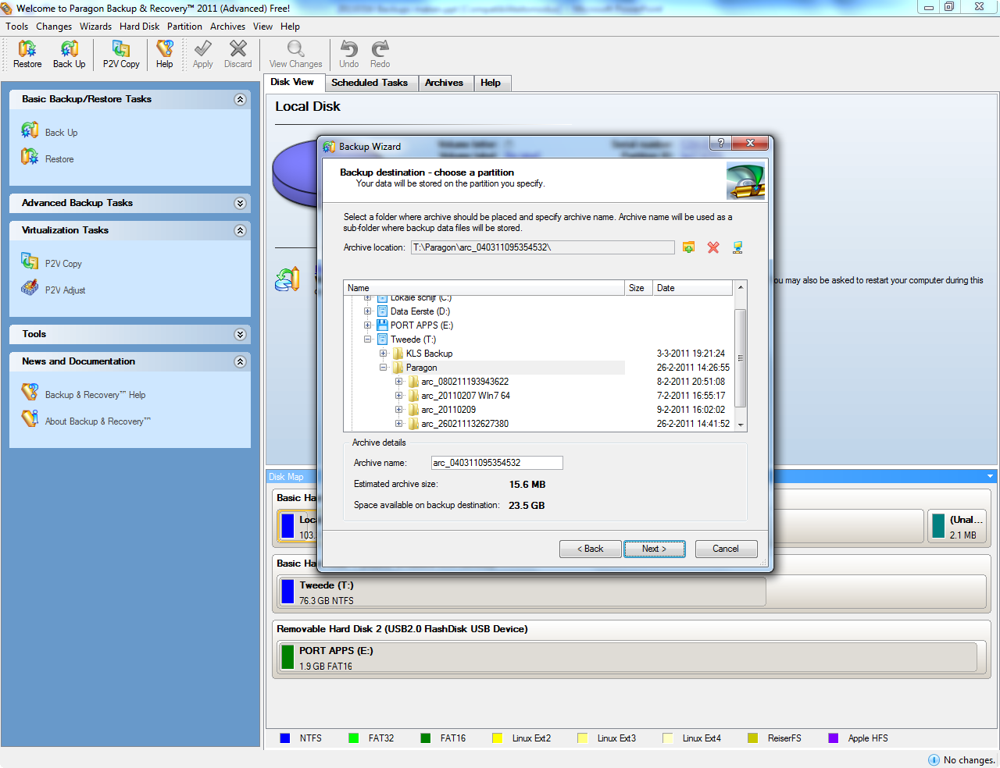 Welcome to Paragon Backup & Recovery™ 2011 (Advanced) Free!
Tools Changes Wizards Hard Disk Partition Archives View Help
Restore Back Up P2V Copy Help Apply Discard View Changes Undo Redo
Basic Backup/Restore Tasks
Back Up
Restore
Advanced Backup Tasks
Virtualization Tasks
P2V Copy
P2V Adjust
Tools
News and Documentation
Backup & Recovery™ Help
About Backup & Recovery™
Disk View Scheduled Tasks Archives Help
Local Disk
ou may also be asked to restart your computer during this
Backup Wizard
?
Backup destination - choose a partition
Your data will be stored on the partition you specify.
Select a folder where archive should be placed and specify archive name. Archive name will be used as a
sub-folder where backup data files will be stored.
Archive location: T:\Paragon\arc_040311095354532\
Name Size Date
Lokale schijf (C:)
Data Eerste (D:)
PORT APPS (E:)
Tweede (T:)
KLS Backup 3-3-2011 19:21:24
Paragon 26-2-2011 14:26:55
arc_080211193943622 8-2-2011 20:51:08
arc_20110207 WIn7 64 7-2-2011 16:55:17
arc_20110209 9-2-2011 16:02:02
arc_260211132627380 26-2-2011 14:41:52
Archive details
Archive name: arc_040311095354532
Estimated archive size: 15.6 MB
Space available on backup destination: 23.5 GB
< Back Next > Cancel
Disk Map
Basic Ha
Loc
103.
(Unal...
2.1 MB
Basic Ha
Tweede (T:)
76.3 GB NTFS
Removable Hard Disk 2 (USB2.0 FlashDisk USB Device)
PORT APPS (E:)
1.9 GB FAT16
NTFS FAT32 FAT16 Linux Ext2 Linux Ext3 Linux Ext4 ReiserFS Apple HFS
No changes.